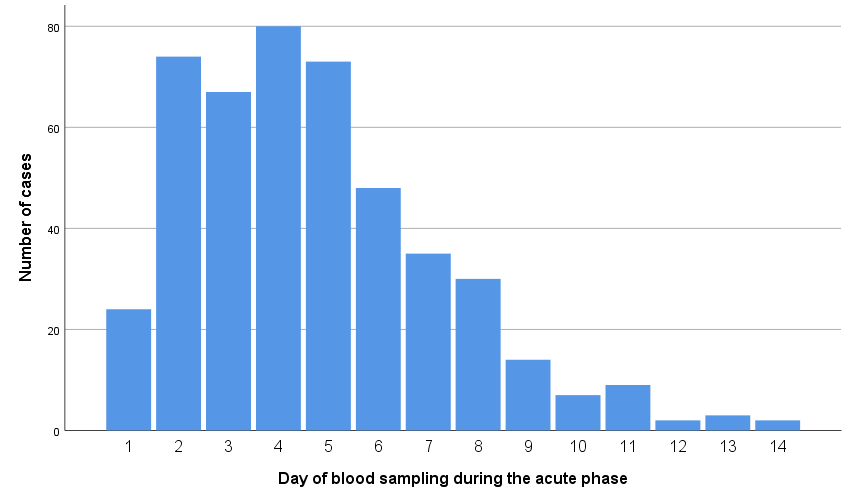 80
60
40
20
0
Number of cases
1 2 3 4 5 6 7 8 9 10 11 12 13 14
Day of blood sampling during the acute phase